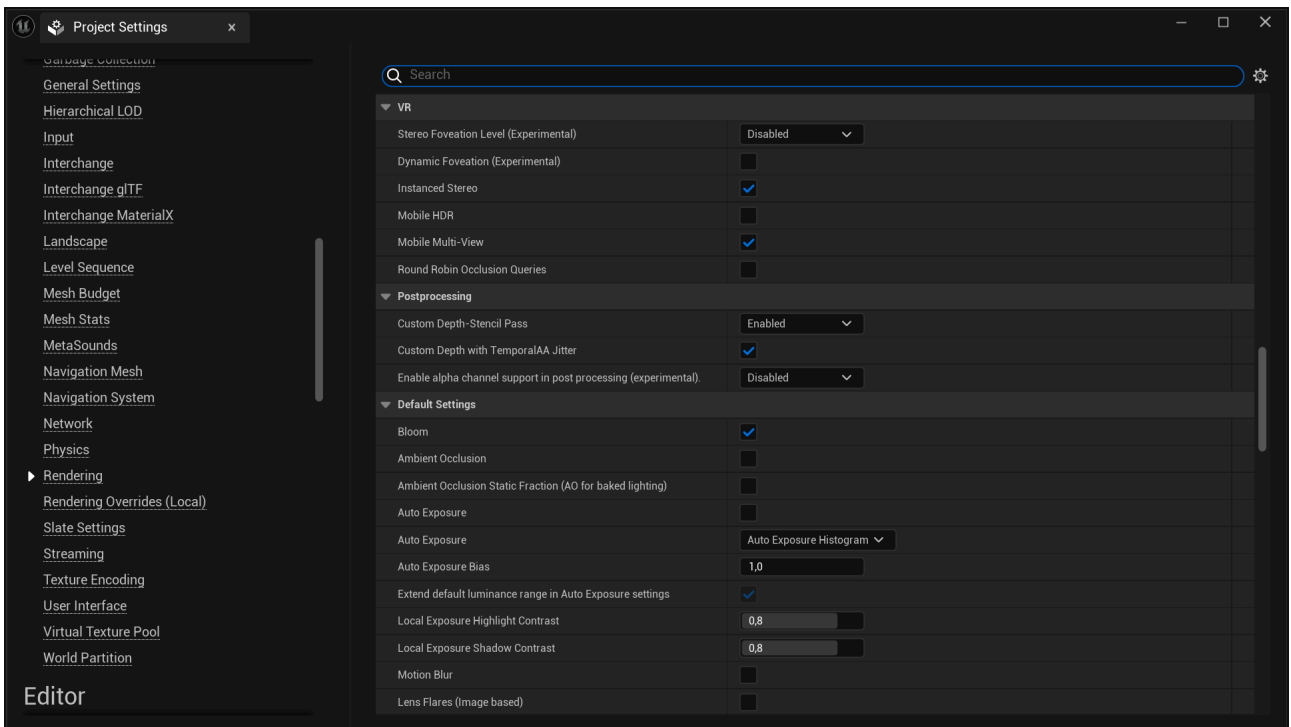 Project Settings
Garbage Collection
General Settings
Hierarchical LOD
Input
Interchange
Interchange glTF
Interchange MaterialX
Landscape
Level Sequence
Mesh Budget
Mesh Stats
MetaSounds
Navigation Mesh
Navigation System
Network
Physics
Rendering
Rendering Overrides (Local)
Slate Settings
Streaming
Texture Encoding
User Interface
Virtual Texture Pool
World Partition
Editor
Search
VR
Stereo Foveation Level (Experimental) Disabled
Dynamic Foveation (Experimental)
Instanced Stereo
Mobile HDR
Mobile Multi-View
Round Robin Occlusion Queries
Postprocessing
Custom Depth-Stencil Pass Enabled
Custom Depth with TemporalAA Jitter
Enable alpha channel support in post processing (experimental). Disabled
Default Settings
Bloom
Ambient Occlusion
Ambient Occlusion Static Fraction (AO for baked lighting)
Auto Exposure
Auto Exposure Auto Exposure Histogram
Auto Exposure Bias 1,0
Extend default luminance range in Auto Exposure settings
Local Exposure Highlight Contrast 0,8
Local Exposure Shadow Contrast 0,8
Motion Blur
Lens Flares (Image based)